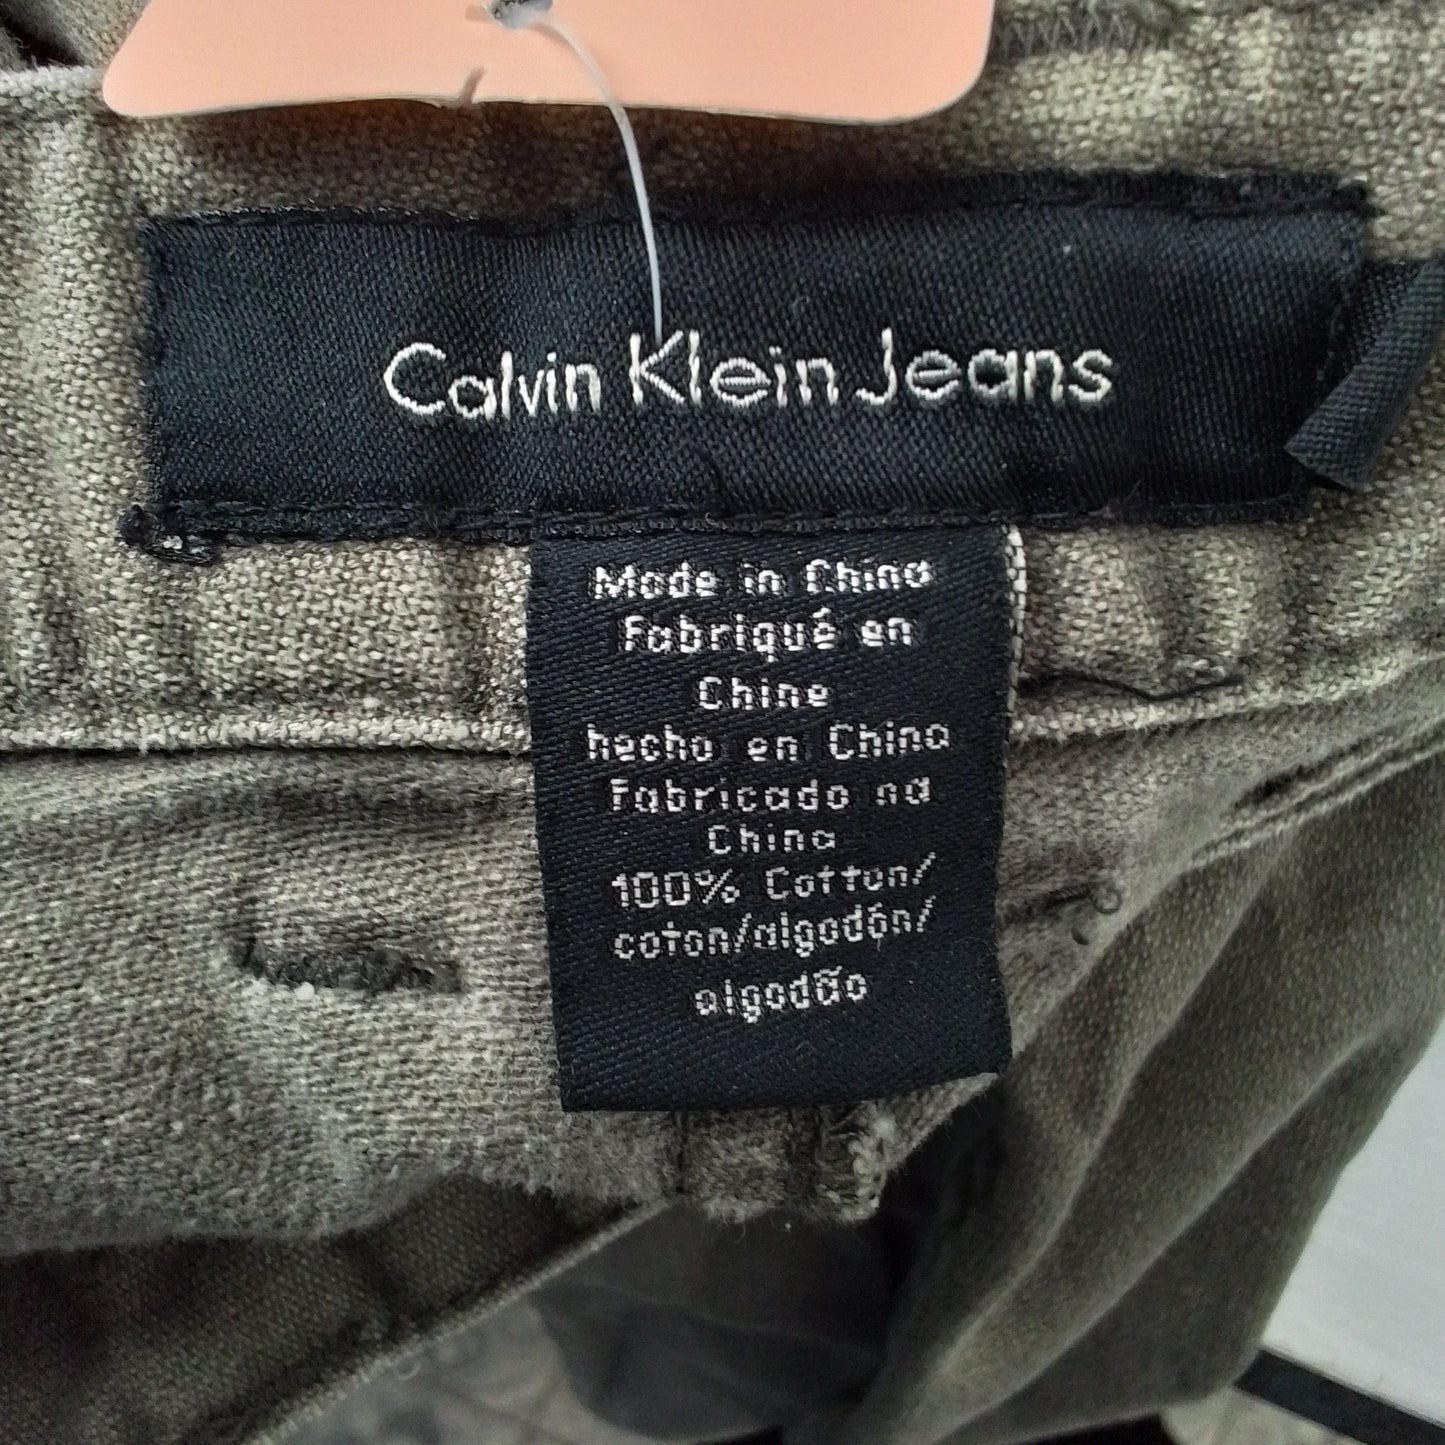 Calvin Klein Jeans
Made in China
Fabriqué en
Chine
hecho en China
Fabricado na
China
100% Cotton/
coton/algodón/
algodão